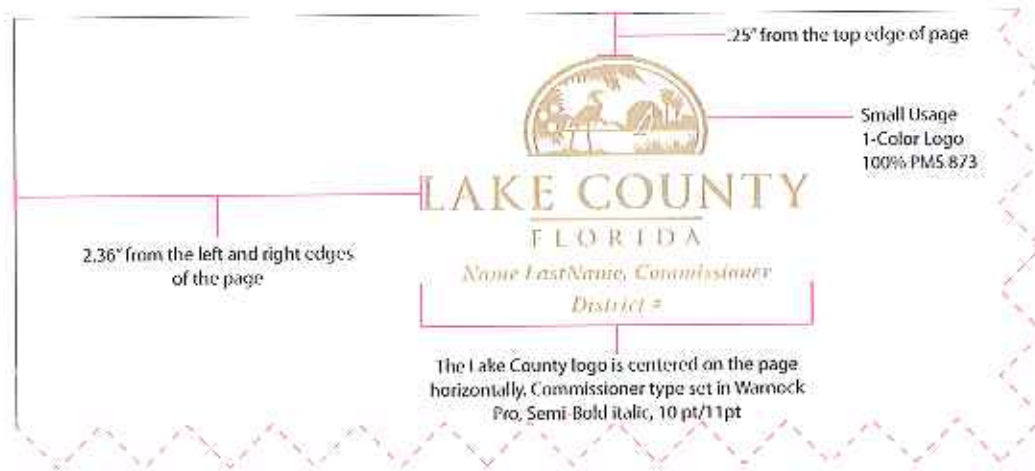 .25" from the top edge of page
Small Usage
1-Color Logo
100% PMS 873
LAKE COUNTY
FLORIDA
2.36" from the left and right edges
of the page
Name LastName, Commissioner
District #
The Lake County logo is centered on the page
horizontally. Commissioner type set in Warnock
Pro, Semi-Bold italic, 10 pt/11pt